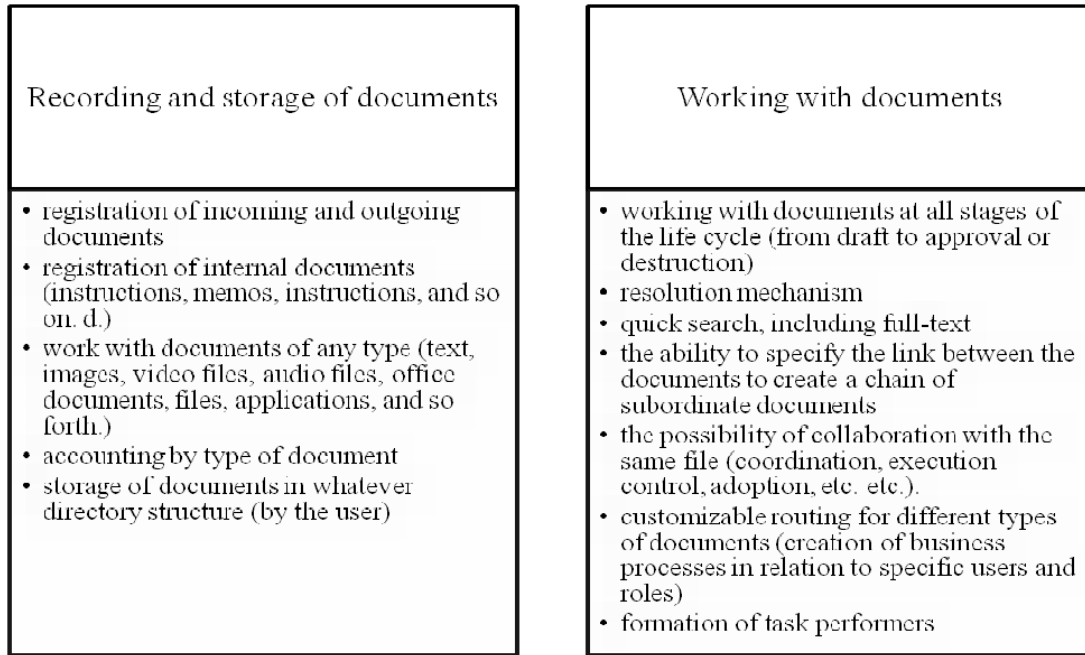 Recording and storage of documents
• registration of incoming and outgoing
documents
• registration of internal documents
(instructions, memos, instructions, and so
on. d.)
• work with documents of any type (text,
images, video files, audio files, office
documents, files, applications, and so
forth.)
• accounting by type of document
• storage of documents in whatever
directory structure (by the user)
Working with documents
• working with documents at all stages of
the life cycle (from draft to approval or
destruction)
• resolution mechanism
• quick search, including full-text
• the ability to specify the link between the
documents to create a chain of
subordinate documents
• the possibility of collaboration with the
same file (coordination, execution
control, adoption, etc. etc.).
• customizable routing for different types
of documents (creation of business
processes in relation to specific users and
roles)
• formation of task performers